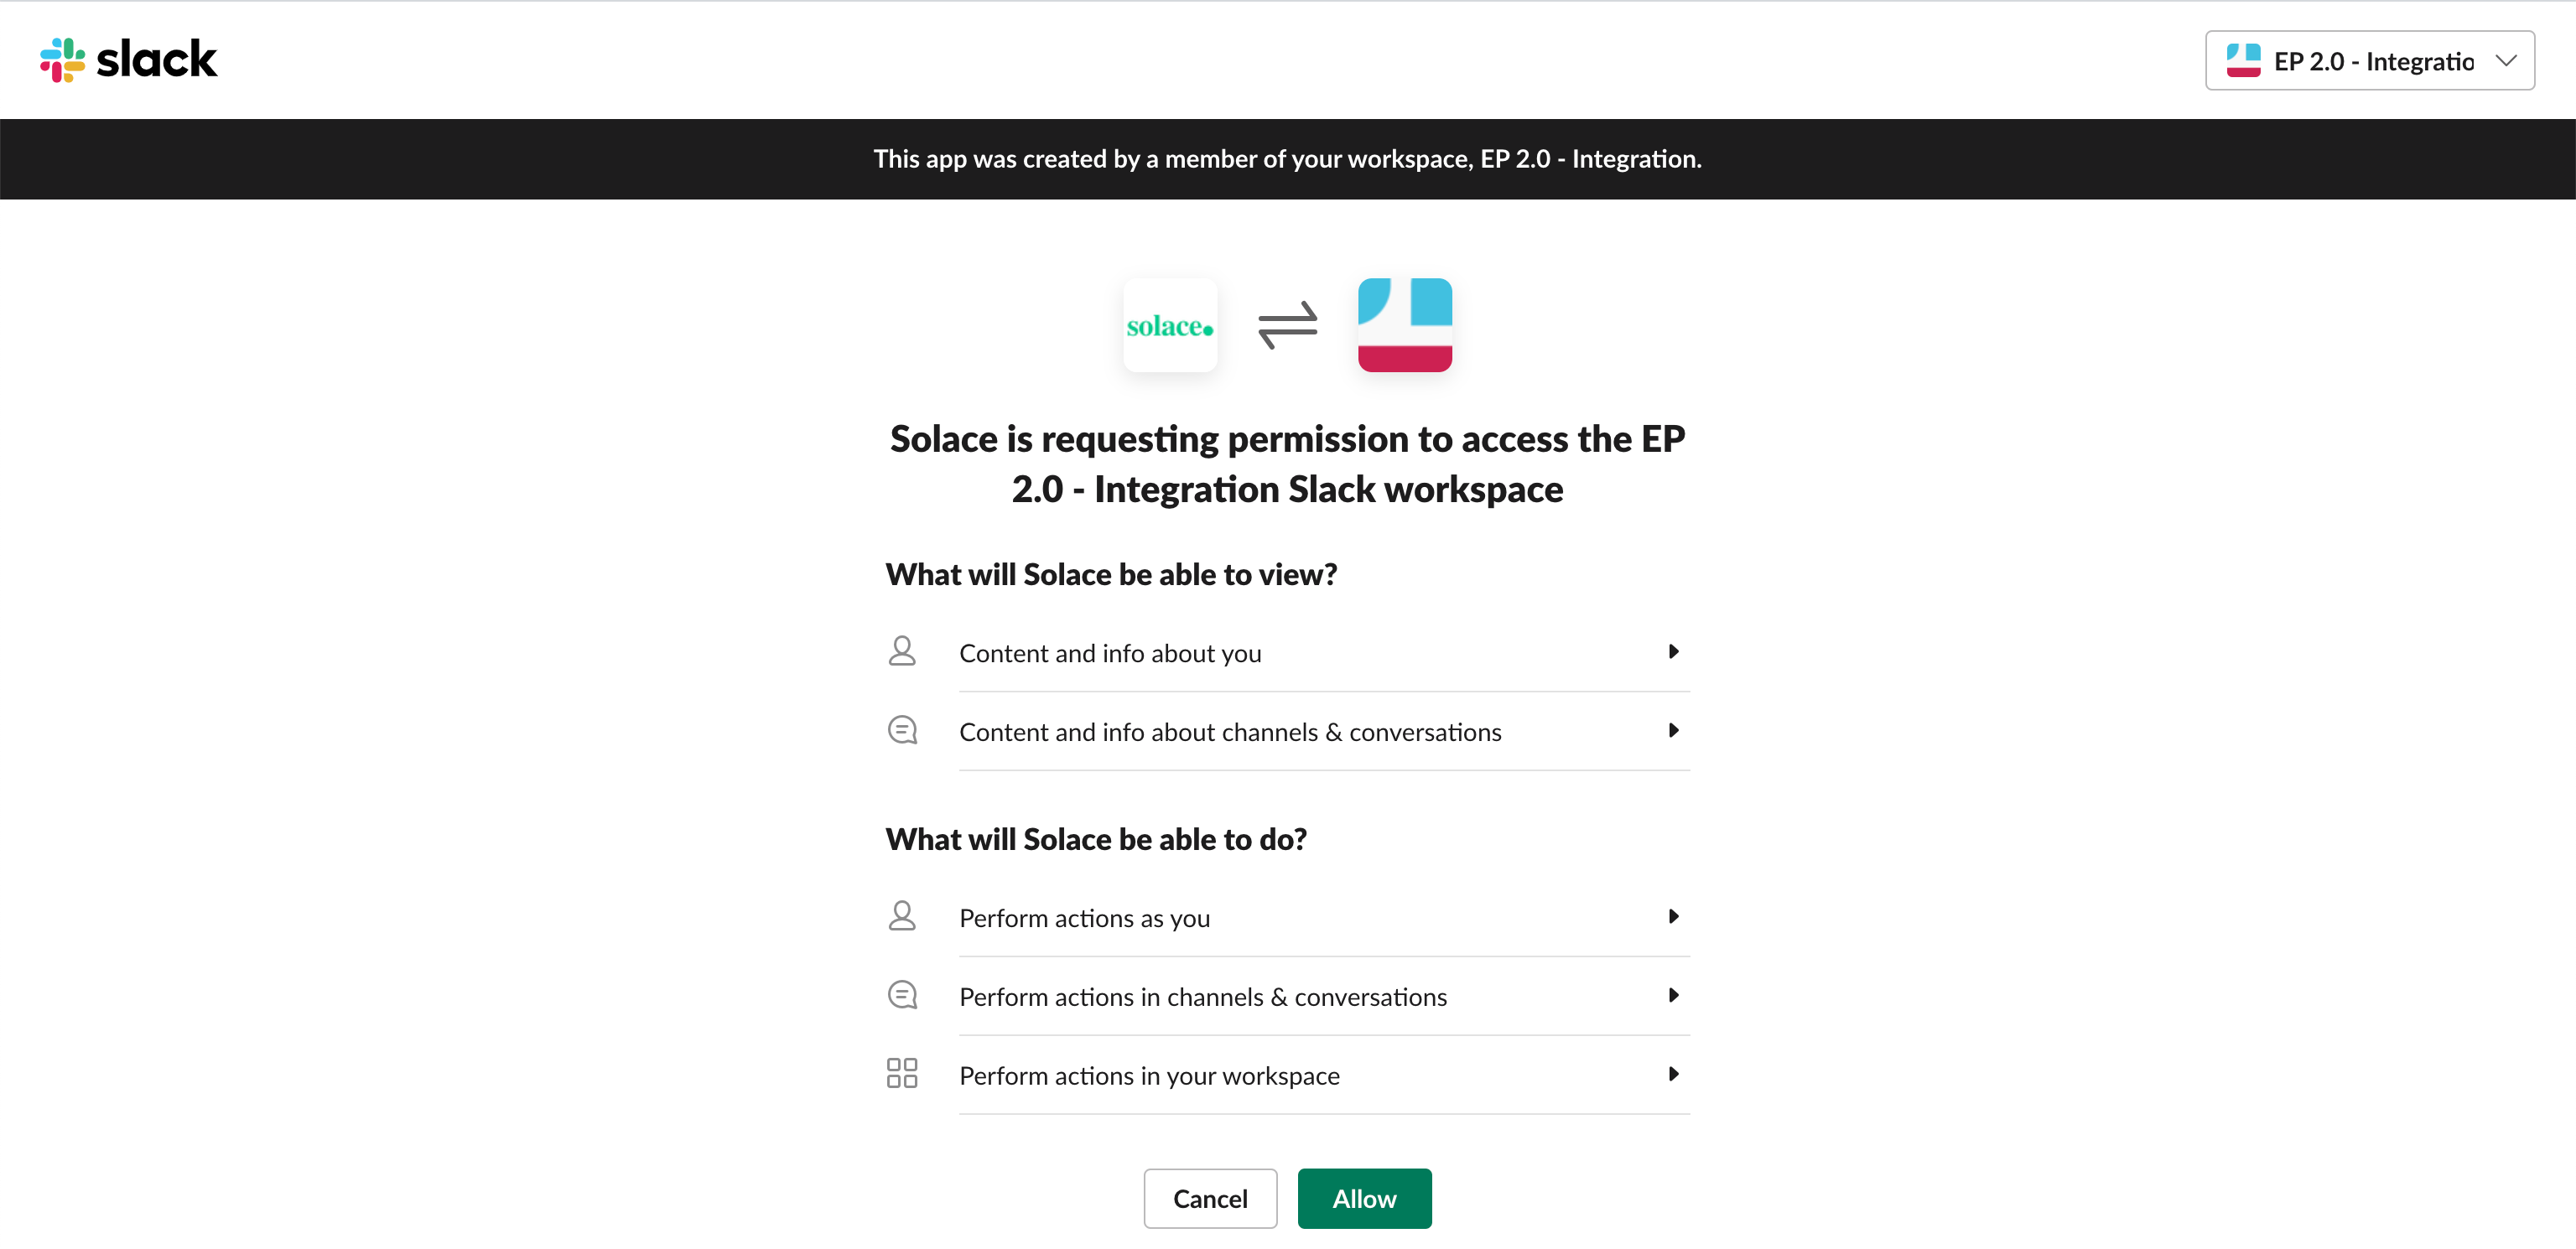 slack
EP 2.0 - Integratio
This app was created by a member of your workspace, EP 2.0 - Integration.
solace.
Solace is requesting permission to access the EP
2.0 - Integration Slack workspace
What will Solace be able to view?
Content and info about you
Content and info about channels & conversations
What will Solace be able to do?
Perform actions as you
Perform actions in channels & conversations
Perform actions in your workspace
Cancel
Allow